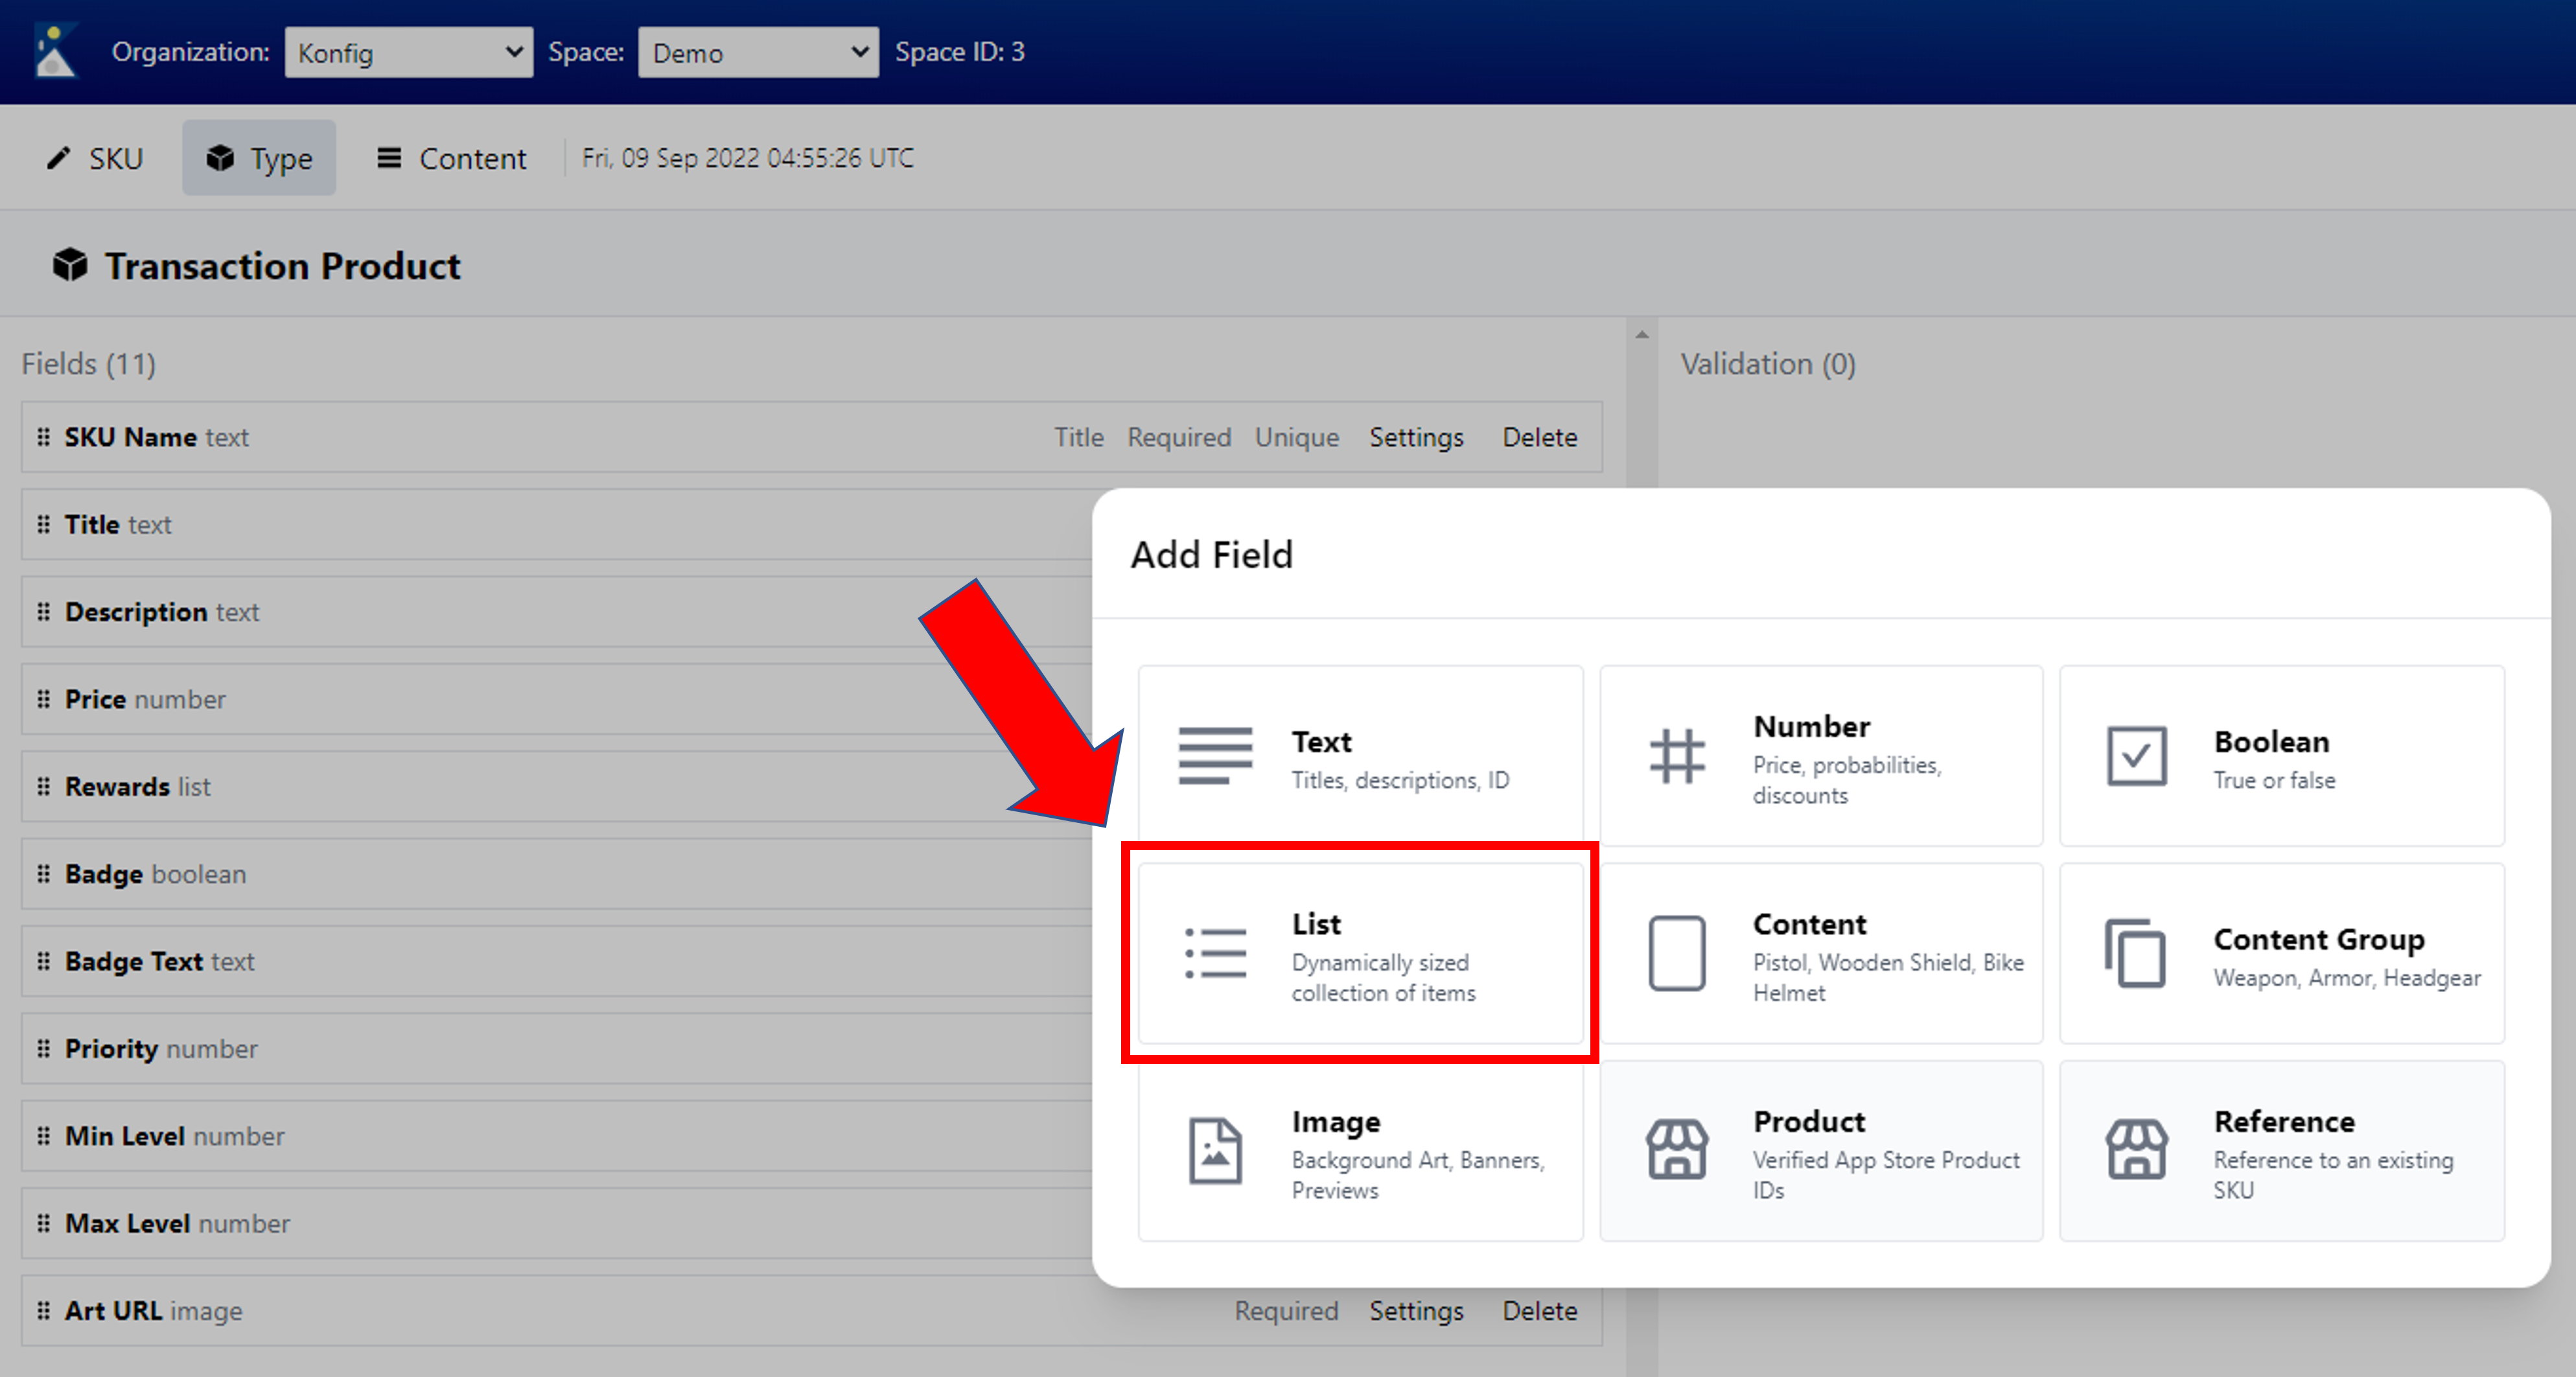 Organization: Konfig Space: Demo Space ID: 3
SKU Type Content Fri, 09 Sep 2022 04:55:26 UTC
Transaction Product
Fields (11)
Validation (0)
SKU Name text Title Required Unique Settings Delete
Title text
Description text
Price number
Rewards list
Badge boolean
Badge Text text
Priority number
Min Level number
Max Level number
Art URL image Required Settings Delete
Add Field
Text
Titles, descriptions, ID
Number
Price, probabilities,
discounts
Boolean
True or false
List
Dynamically sized
collection of items
Content
Pistol, Wooden Shield, Bike
Helmet
Content Group
Weapon, Armor, Headgear
Image
Background Art, Banners,
Previews
Product
Verified App Store Product
IDs
Reference
Reference to an existing
SKU